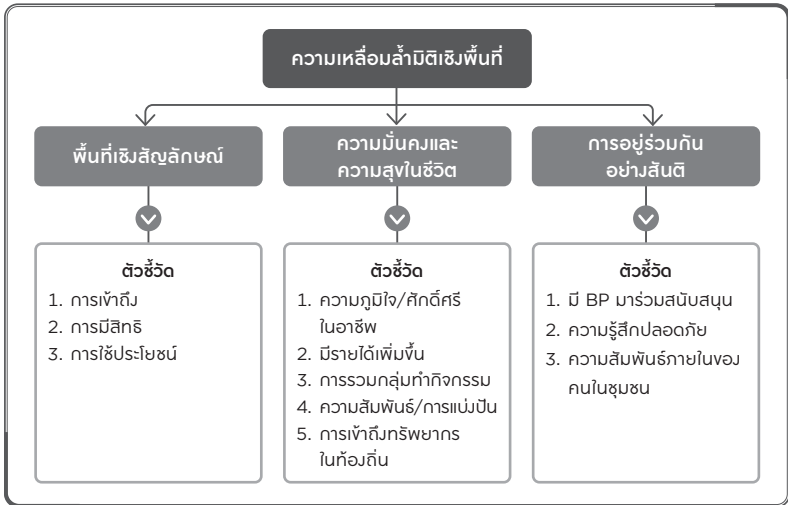 ความเหลื่อมล้ำมิติเชิงพื้นที่
พื้นที่เชิงสัญลักษณ์
ความมั่นคงและ
ความสุขในชีวิต
การอยู่ร่วมกัน
อย่างสันติ
ตัวชี้วัด
1. การเข้าถึง
2. การมีสิทธิ
3. การใช้ประโยชน์
ตัวชี้วัด
1. ความภูมิใจ/ศักดิ์ศรี
ในอาชีพ
2. มีรายได้เพิ่มขึ้น
3. การรวมกลุ่มทำกิจกรรม
4. ความสัมพันธ์/การแบ่งปัน
5. การเข้าถึงทรัพยากร
ในท้องถิ่น
ตัวชี้วัด
1. มี BP มาร่วมสนับสนุน
2. ความรู้สึกปลอดภัย
3. ความสัมพันธ์ภายในของ
คนในชุมชน